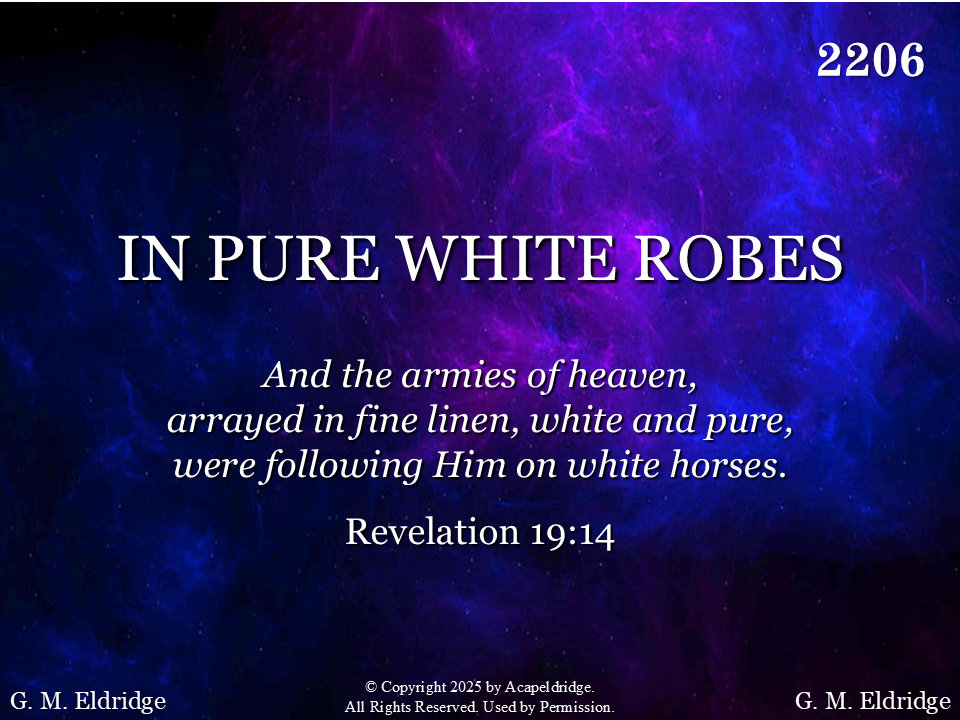 2206
IN PURE WHITE ROBES
And the armies of heaven,
arrayed in fine linen, white and pure,
were following Him on white horses.
Revelation 19:14
G. M. Eldridge
© Copyright 2025 by Acapeldridge.
All Rights Reserved. Used by Permission.
G. M. Eldridge